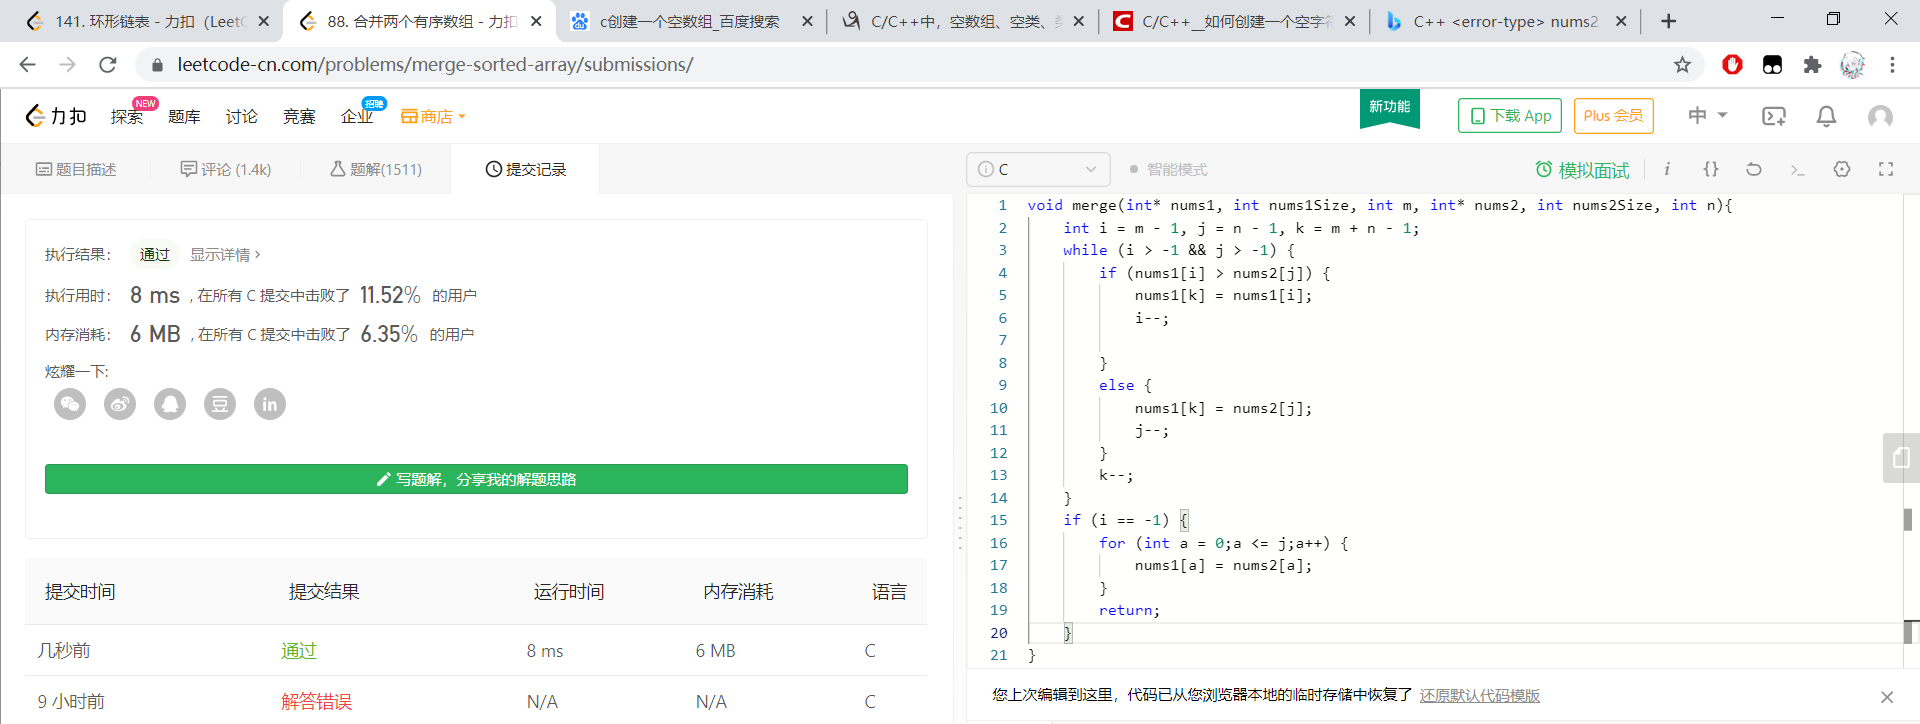 141. 环形链表 - 力扣（Leet
88. 合并两个有序数组 - 力扣
c创建一个空数组_百度搜索
C/C++中，空数组、空类、
C/C++__如何创建一个空字符
C++ <error-type> nums2
leetcode-cn.com/problems/merge-sorted-array/submissions/
力扣
探索
NEW
题库
讨论
竞赛
企业
招聘
商店
新功能
下载 App
Plus 会员
中
题目描述
评论 (1.4k)
题解(1511)
提交记录
C
智能模式
模拟面试
执行结果：
通过
显示详情 >
执行用时：
8 ms , 在所有 C 提交中击败了 11.52% 的用户
内存消耗：
6 MB , 在所有 C 提交中击败了 6.35% 的用户
炫耀一下:
写题解，分享我的解题思路
提交时间 提交结果 运行时间 内存消耗 语言
几秒前 通过 8 ms 6 MB C
9 小时前 解答错误 N/A N/A C
1 void merge(int* nums1, int nums1Size, int m, int* nums2, int nums2Size, int n){
2 int i = m - 1, j = n - 1, k = m + n - 1;
3 while (i > -1 && j > -1) {
4 if (nums1[i] > nums2[j]) {
5 nums1[k] = nums1[i];
6 i--;
7
8 }
9 else {
10 nums1[k] = nums2[j];
11 j--;
12 }
13 k--;
14 }
15 if (i == -1) {
16 for (int a = 0;a <= j;a++) {
17 nums1[a] = nums2[a];
18 }
19 return;
20 }
21 }
您上次编辑到这里，代码已从您浏览器本地的临时存储中恢复了 还原默认代码模版